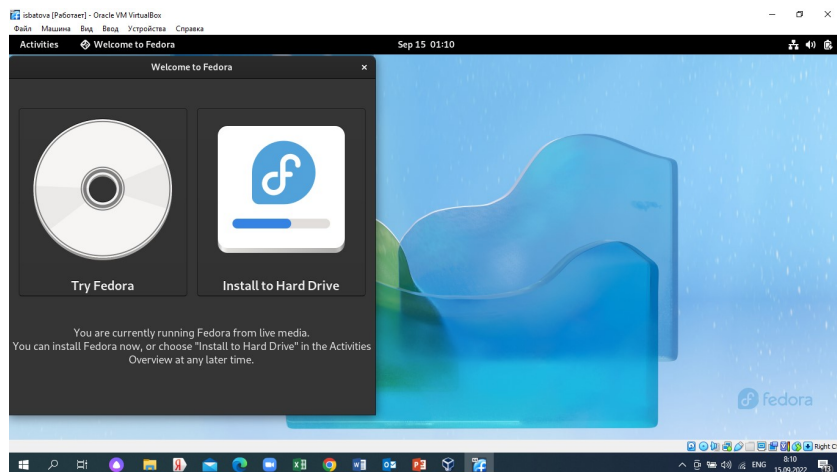 isbatova [Работает] - Oracle VM VirtualBox
Файл Машина Вид Ввод Устройства Справка
Activities Welcome to Fedora Sep 15 01:10
Welcome to Fedora
Try Fedora Install to Hard Drive
You are currently running Fedora from live media.
You can install Fedora now, or choose "Install to Hard Drive" in the Activities
Overview at any later time.
fedora
Right C
ENG 8:10
15.09.2022